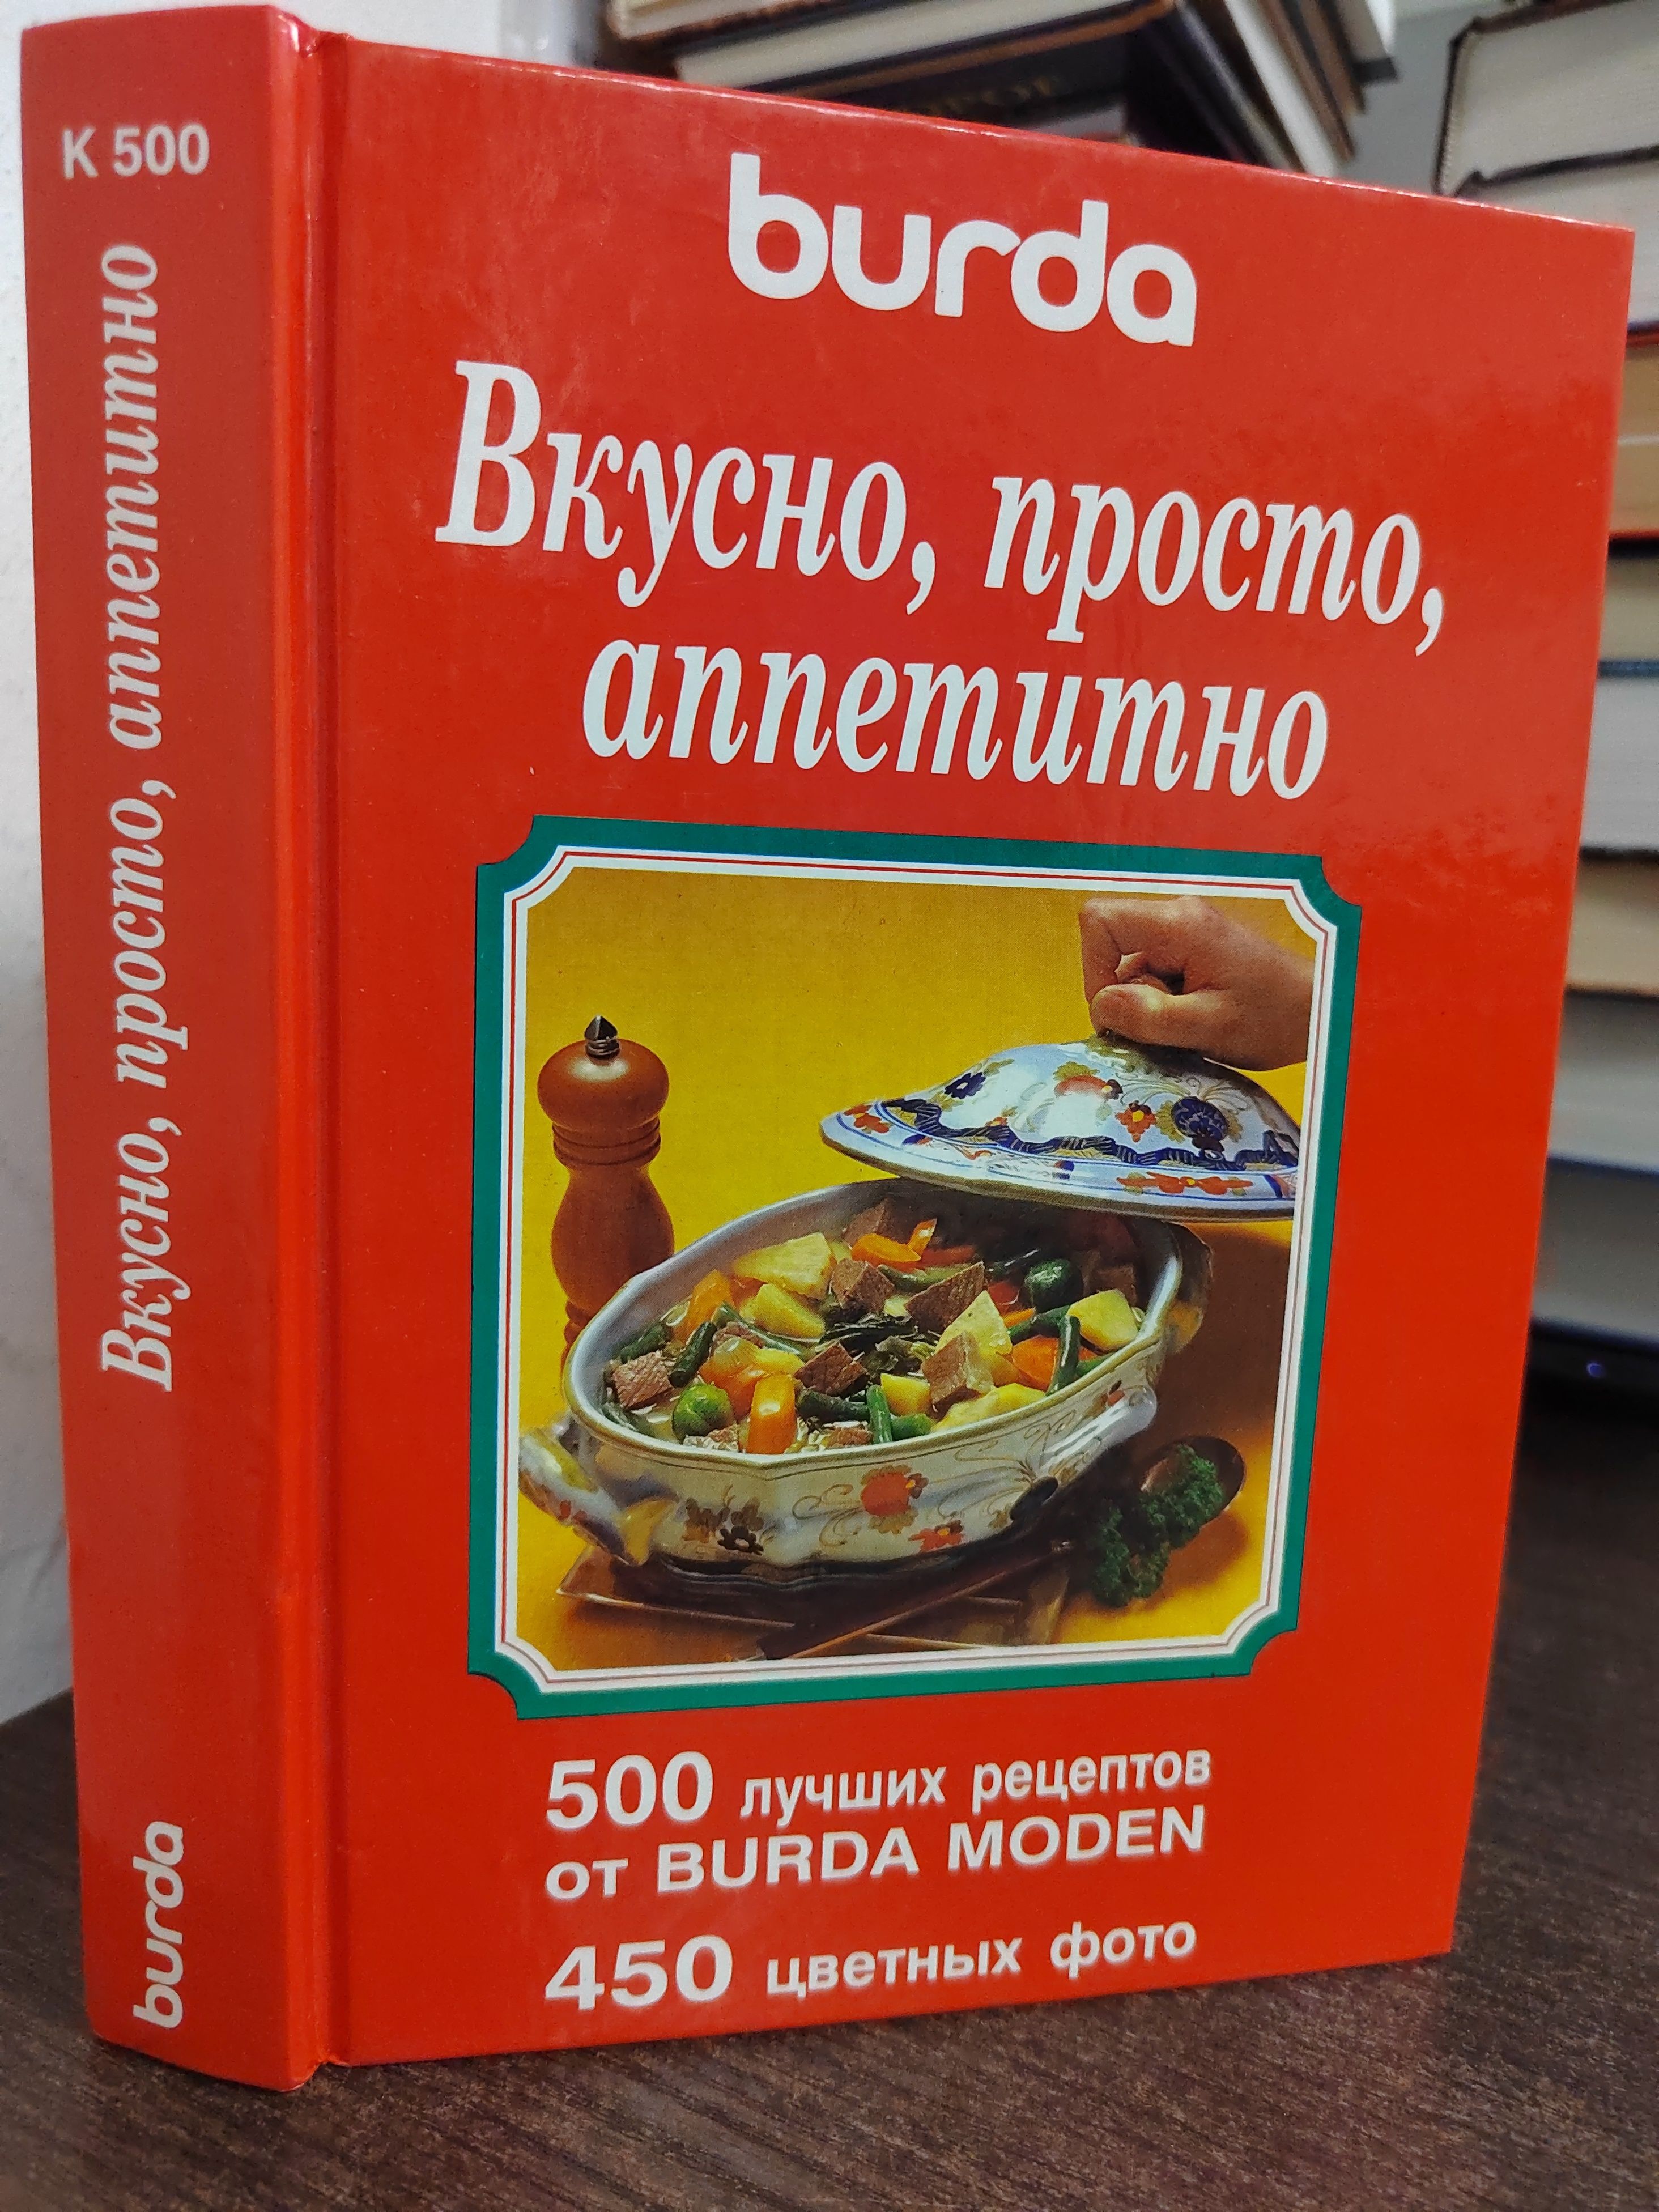 K 500
Вкусно, просто, аппетитно
burda
burda
Вкусно, просто,
аппетитно
500 лучших рецептов
от BURDA MODEN
450 цветных фото